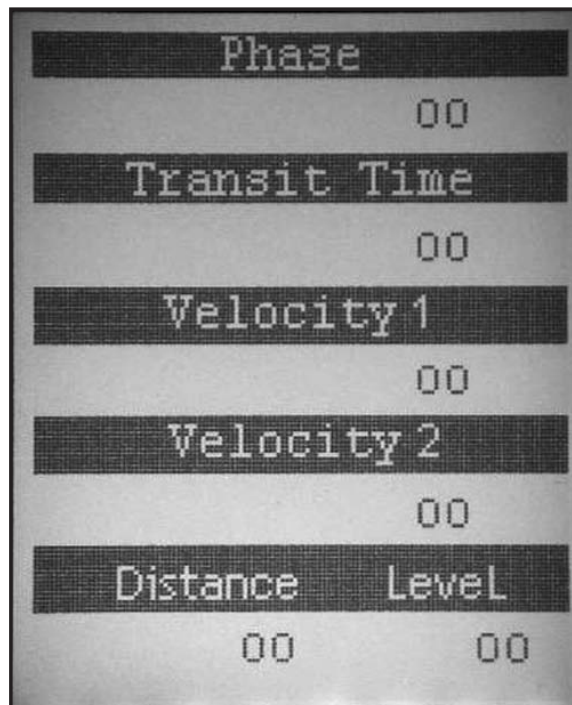 Phase
00
Transit Time
00
Velocity 1
00
Velocity 2
00
Distance LeveL
00 00